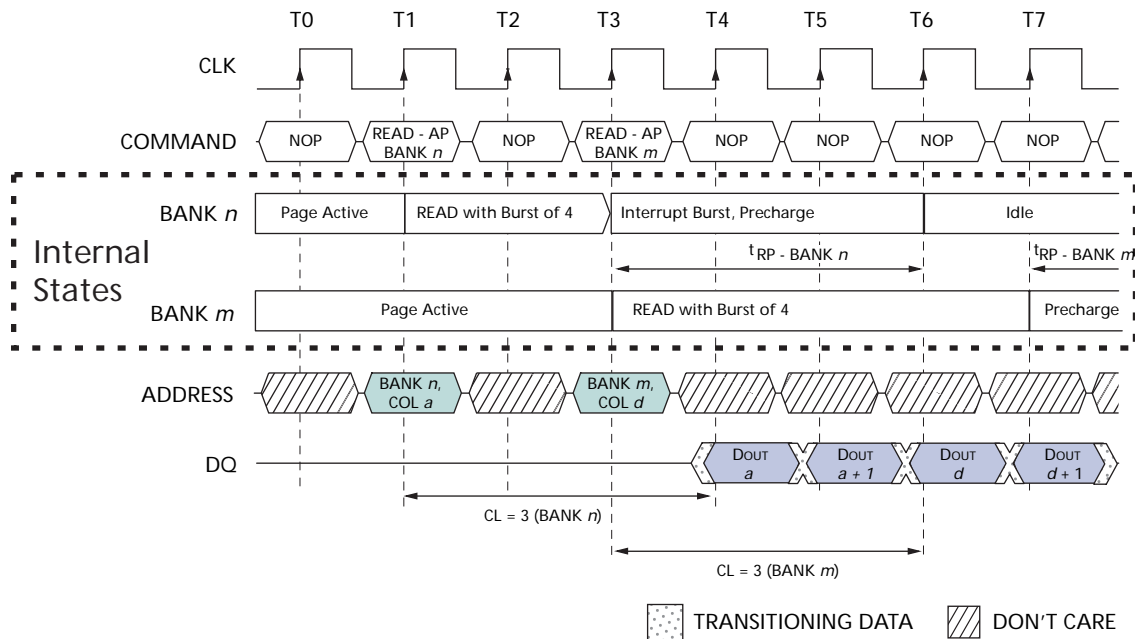 T0 T1 T2 T3 T4 T5 T6 T7
CLK
COMMAND NOP READ - AP BANK n NOP READ - AP BANK m NOP NOP NOP NOP
Internal States
BANK n Page Active READ with Burst of 4 Interrupt Burst, Precharge Idle
tRP - BANK n tRP - BANK m
BANK m Page Active READ with Burst of 4 Precharge
ADDRESS BANK n, COL a BANK m, COL d
DQ DOUT a DOUT a + 1 DOUT d DOUT d + 1
CL = 3 (BANK n)
CL = 3 (BANK m)
TRANSITIONING DATA DON'T CARE